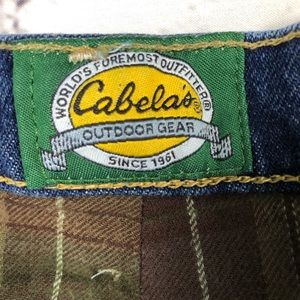 WORLD'S FOREMOST OUTFITTER®
Cabela's®
OUTDOOR GEAR
SINCE 1961